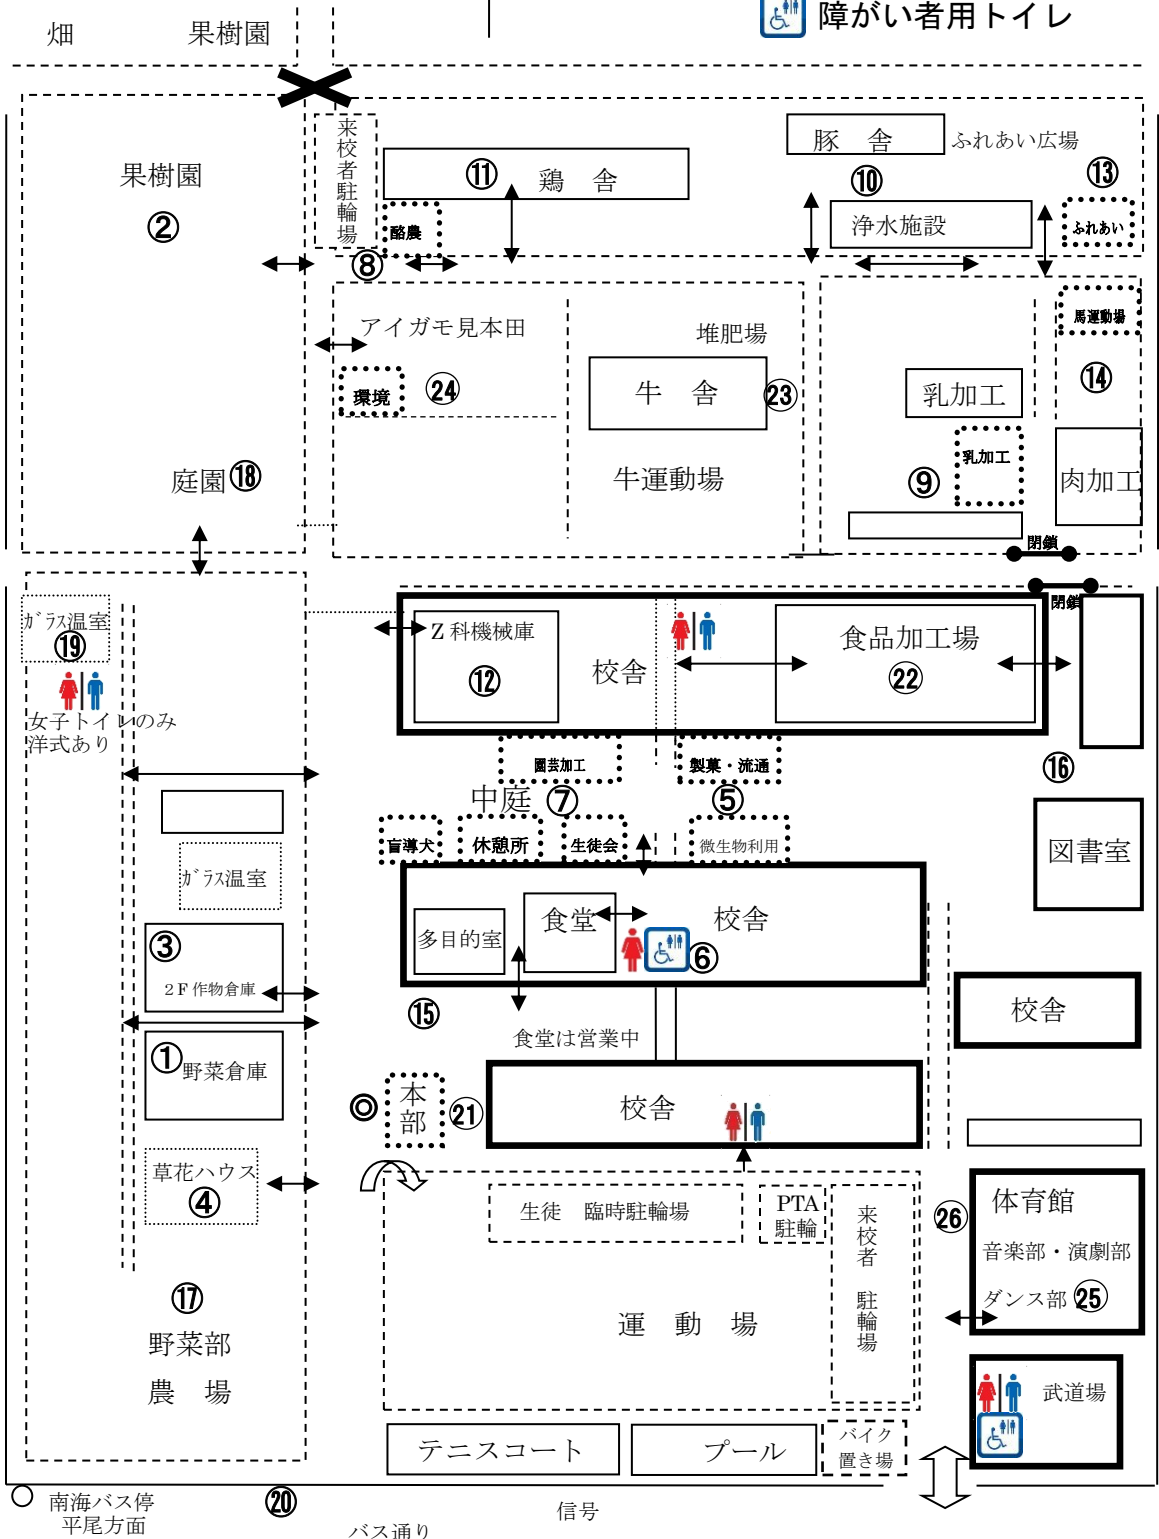 障がい者用トイレ
畑 果樹園
来校者駐輪場
果樹園
②
⑪ 鶏 舎
豚 舎
ふれあい広場
⑩
⑬
浄水施設
ふれあい
酪農
⑧
アイガモ見本田
環境
㉔
堆肥場
牛 舎
㉓
牛運動場
馬運動場
⑭
乳加工
乳加工
⑨
肉加工
閉鎖
閉鎖
庭園⑱
ガラス温室
⑲
女子トイレのみ
洋式あり
Z科機械庫
⑫
校舎
食品加工場
㉒
園芸加工
製菓・流通
中庭 ⑦
⑤
⑯
盲導犬
休憩所
生徒会
微生物利用
図書室
ガラス温室
③
2F作物倉庫
多目的室
食堂
校舎
⑥
⑮
食堂は営業中
校舎
①
野菜倉庫
本部
㉑
校舎
草花ハウス
④
生徒 臨時駐輪場
PTA
駐輪
来校者 駐輪場
㉖
体育館
音楽部・演劇部
ダンス部㉕
⑰
野菜部
農 場
運 動 場
武道場
テニスコート
プール
バイク
置き場
南海バス停
平尾方面
⑳
バス通り
信号